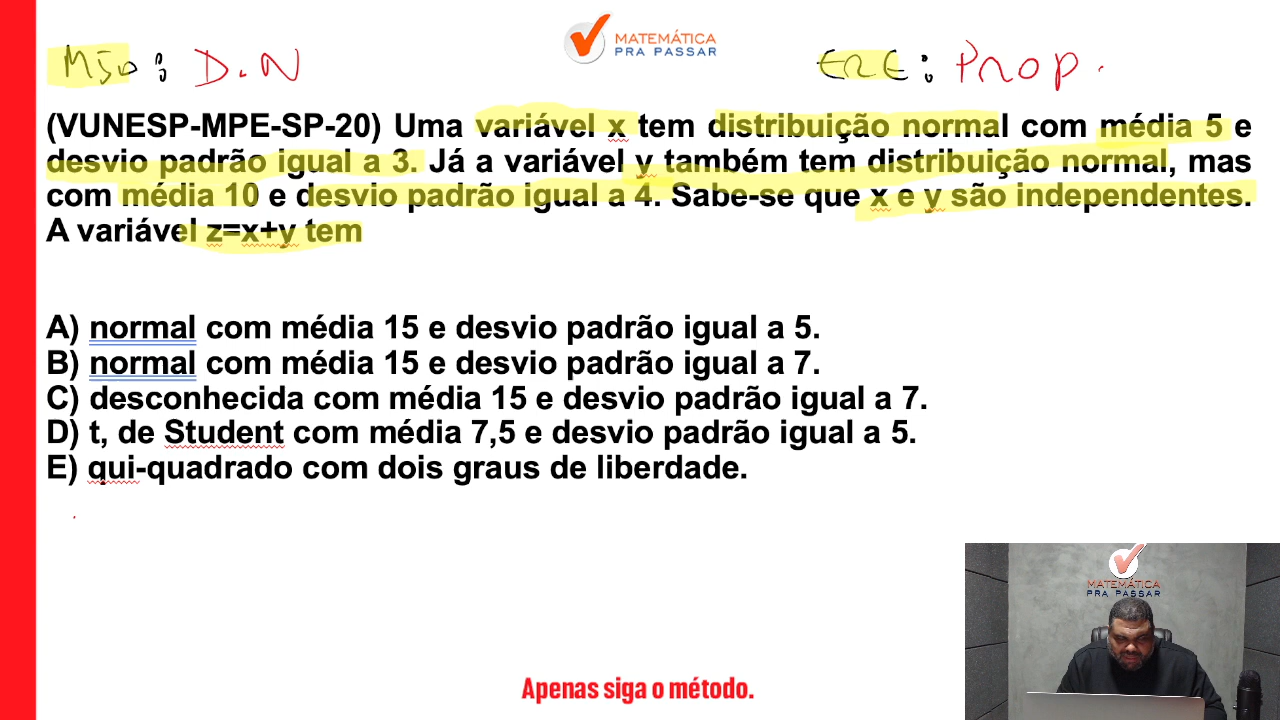 MATEMÁTICA
PRA PASSAR
: D.N
: Prop.
(VUNESP-MPE-SP-20) Uma variável x tem distribuição normal com média 5 e
desvio padrão igual a 3. Já a variável y também tem distribuição normal, mas
com média 10 e desvio padrão igual a 4. Sabe-se que x e y são independentes.
A variável z=x+y tem
A) normal com média 15 e desvio padrão igual a 5.
B) normal com média 15 e desvio padrão igual a 7.
C) desconhecida com média 15 e desvio padrão igual a 7.
D) t, de Student com média 7,5 e desvio padrão igual a 5.
E) qui-quadrado com dois graus de liberdade.
MATEMÁTICA
PRA PASSAR
Apenas siga o método.